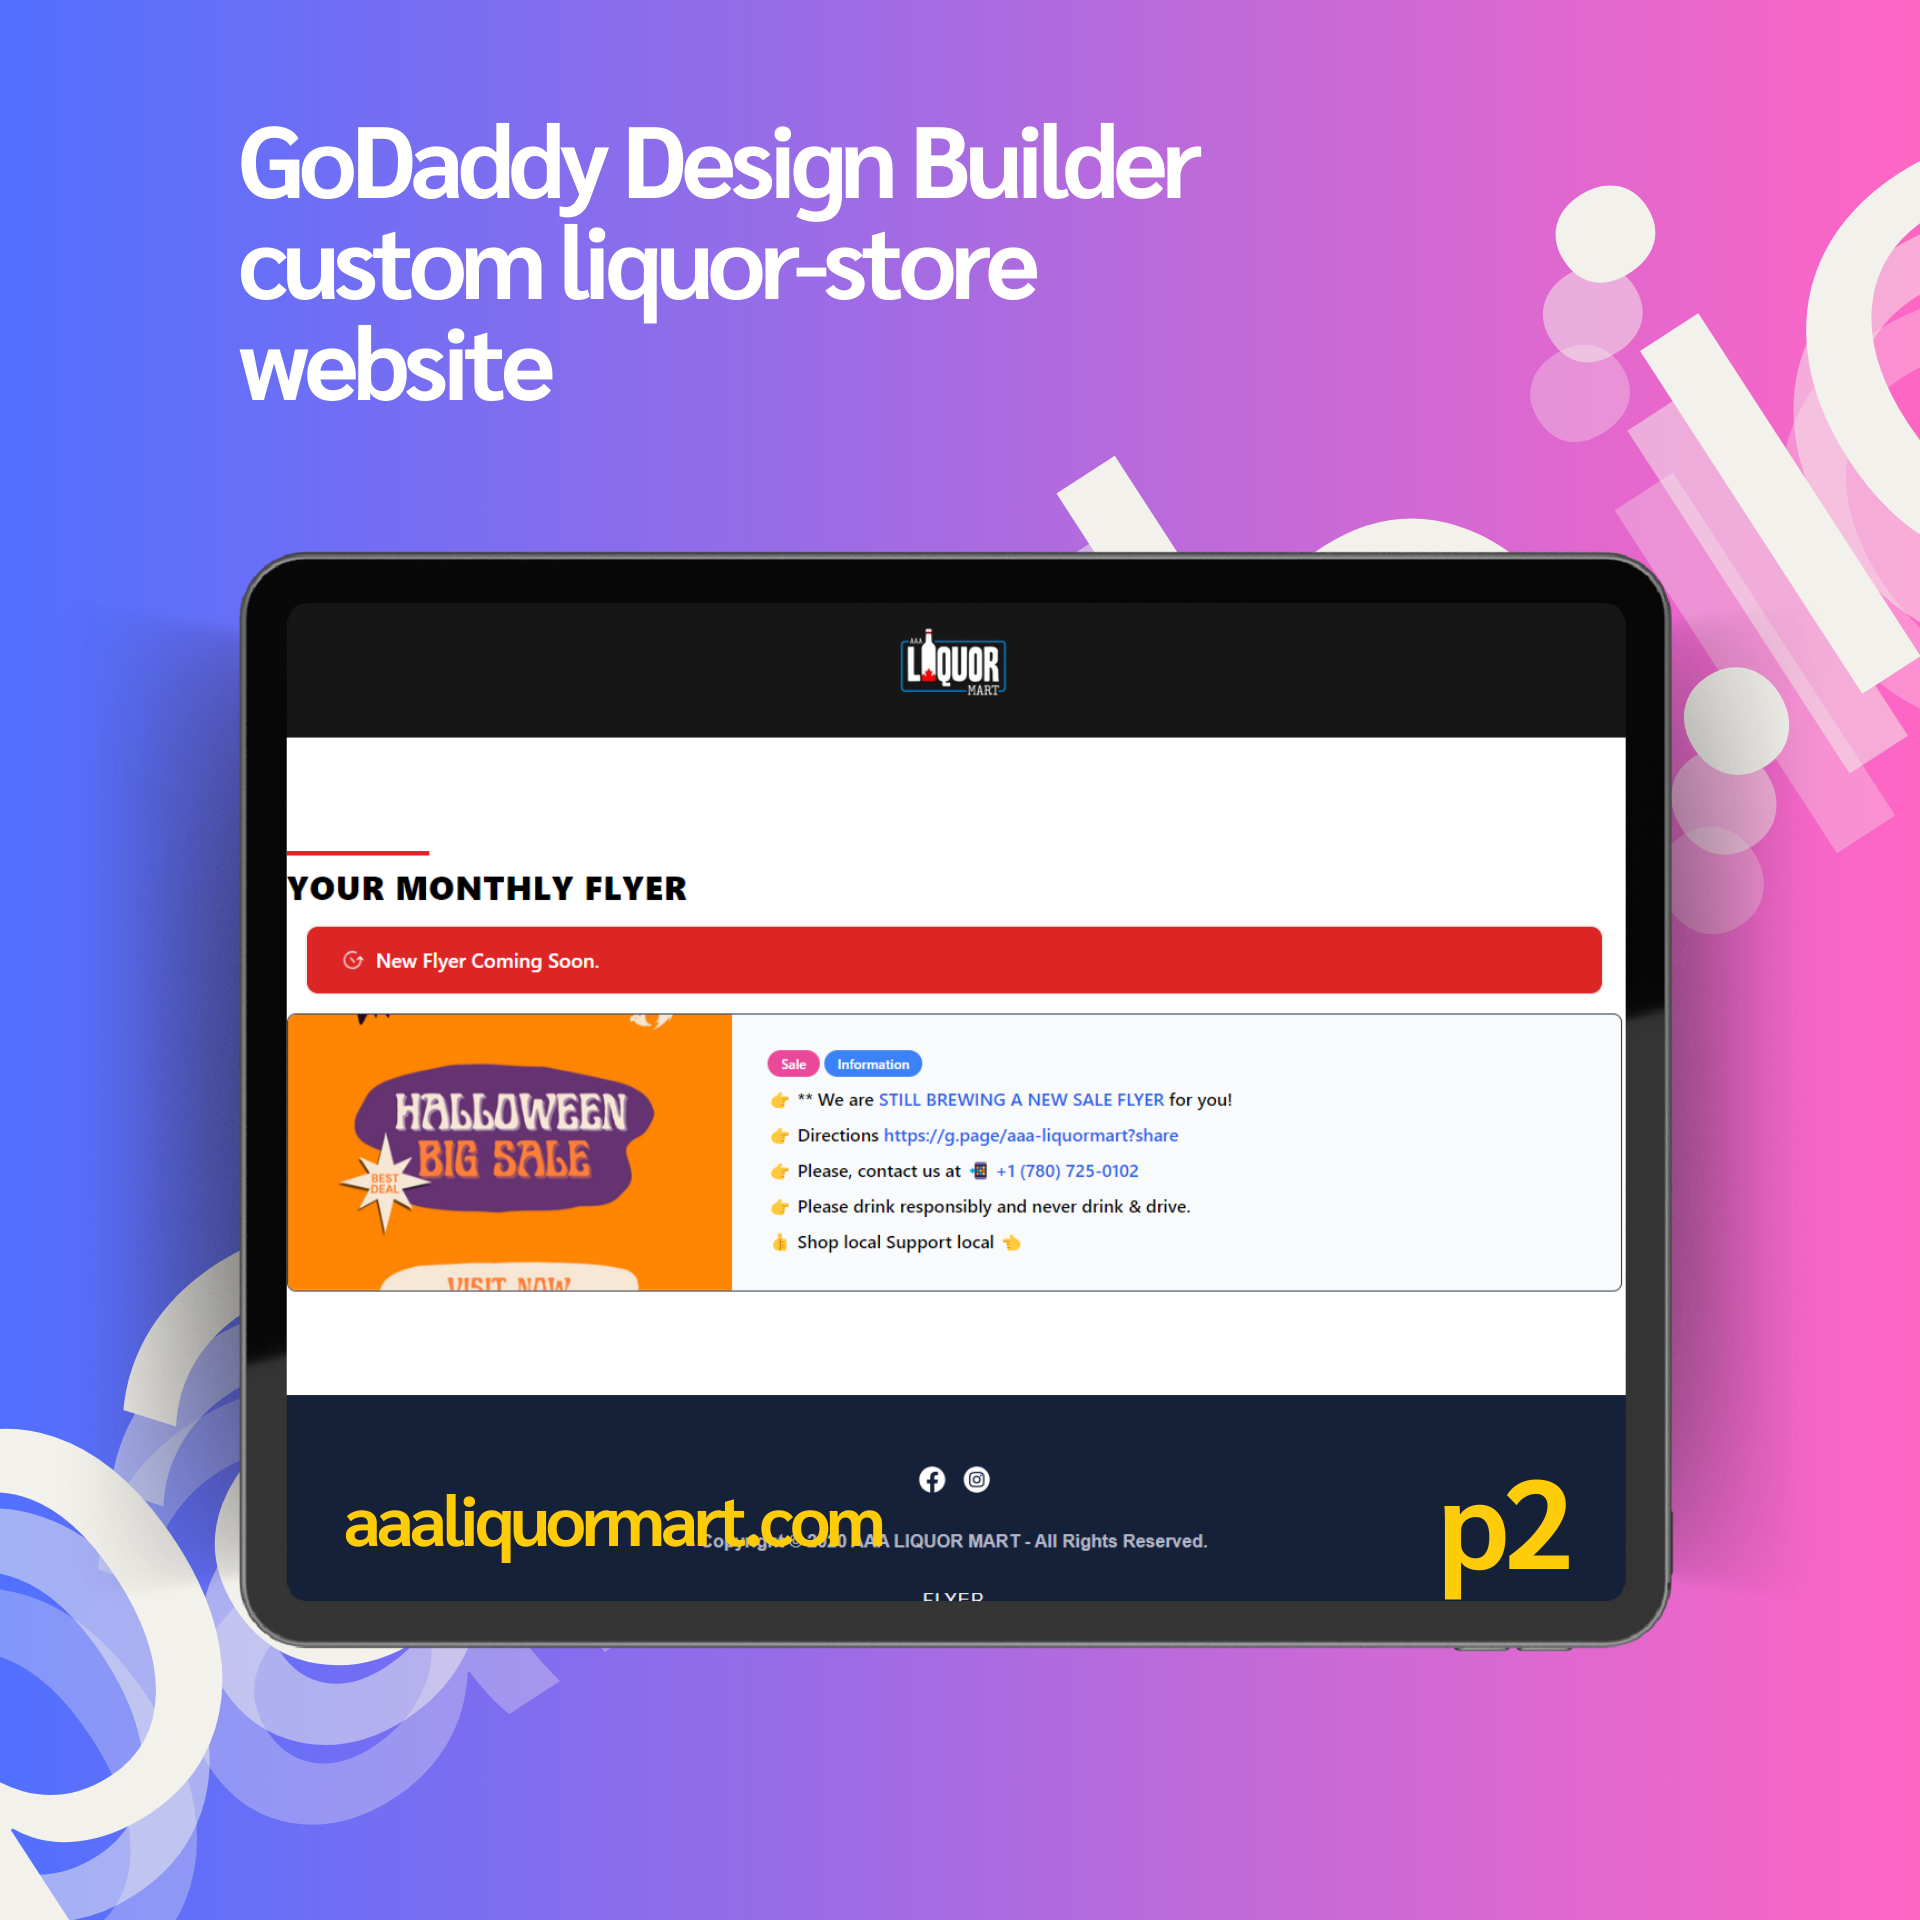 GoDaddy Design Builder
custom liquor-store
website
AAA
LIQUOR
MART
YOUR MONTHLY FLYER
New Flyer Coming Soon.
HALLOWEEN
BIG SALE
BEST
DEAL
VISIT NOW
Sale Information
👉 ** We are STILL BREWING A NEW SALE FLYER for you!
👉 Directions https://g.page/aaa-liquormart?share
👉 Please, contact us at 📲 +1 (780) 725-0102
👉 Please drink responsibly and never drink & drive.
👍 Shop local Support local 👈
aaaliquormart.com
Copyright © 2020 AAA LIQUOR MART - All Rights Reserved.
FLYER
p2